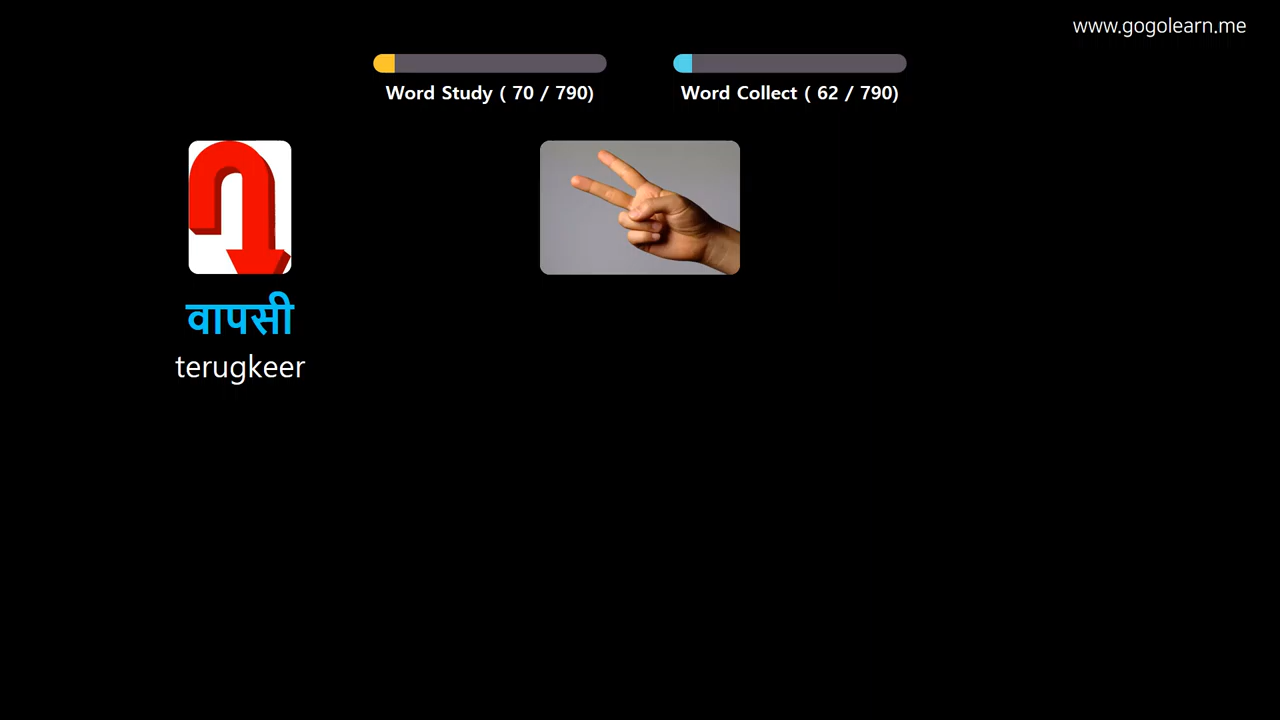 www.gogolearn.me
Word Study ( 70 / 790)
Word Collect ( 62 / 790)
वापसी
terugkeer